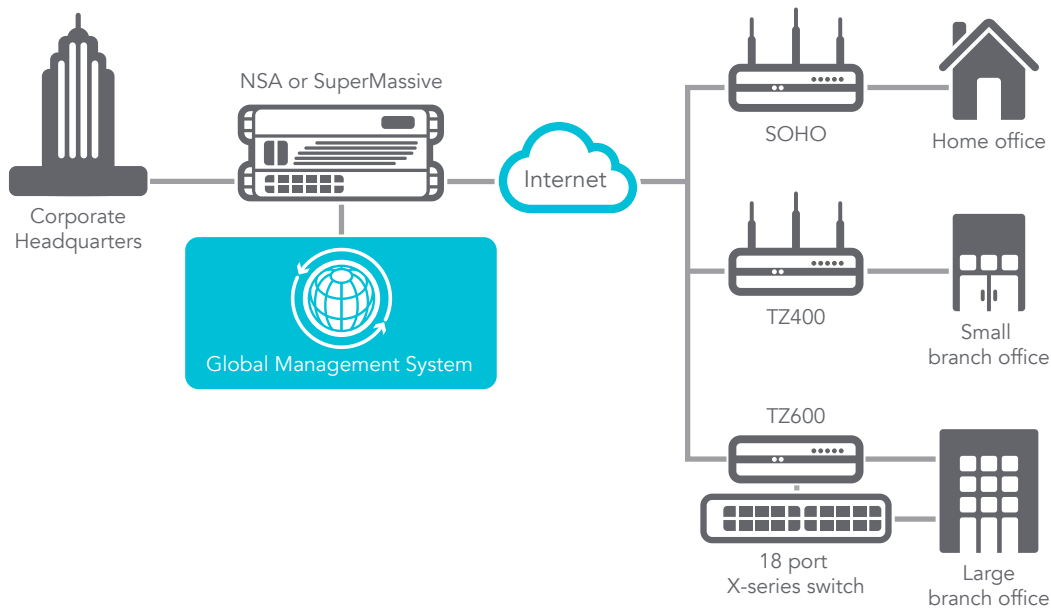 NSA or SuperMassive
Corporate
Headquarters
Global Management System
Internet
SOHO
Home office
TZ400
Small
branch office
TZ600
18 port
X-series switch
Large
branch office